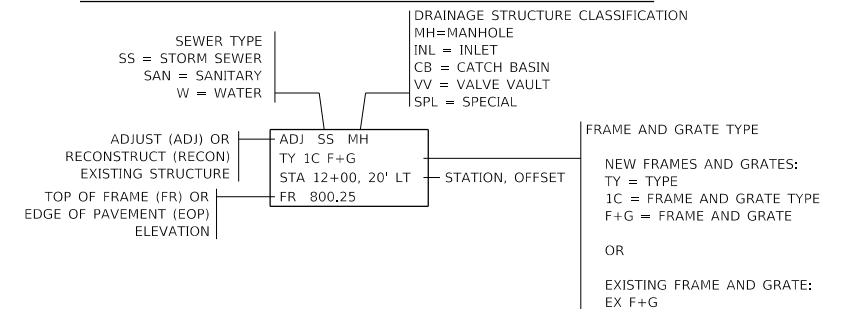 SEWER TYPE
SS = STORM SEWER
SAN = SANITARY
W = WATER
DRAINAGE STRUCTURE CLASSIFICATION
MH=MANHOLE
INL = INLET
CB = CATCH BASIN
VV = VALVE VAULT
SPL = SPECIAL
ADJUST (ADJ) OR
RECONSTRUCT (RECON)
EXISTING STRUCTURE
TOP OF FRAME (FR) OR
EDGE OF PAVEMENT (EOP)
ELEVATION
ADJ SS MH
TY 1C F+G
STA 12+00, 20' LT
FR 800.25
STATION, OFFSET
FRAME AND GRATE TYPE
NEW FRAMES AND GRATES:
TY = TYPE
1C = FRAME AND GRATE TYPE
F+G = FRAME AND GRATE
OR
EXISTING FRAME AND GRATE:
EX F+G